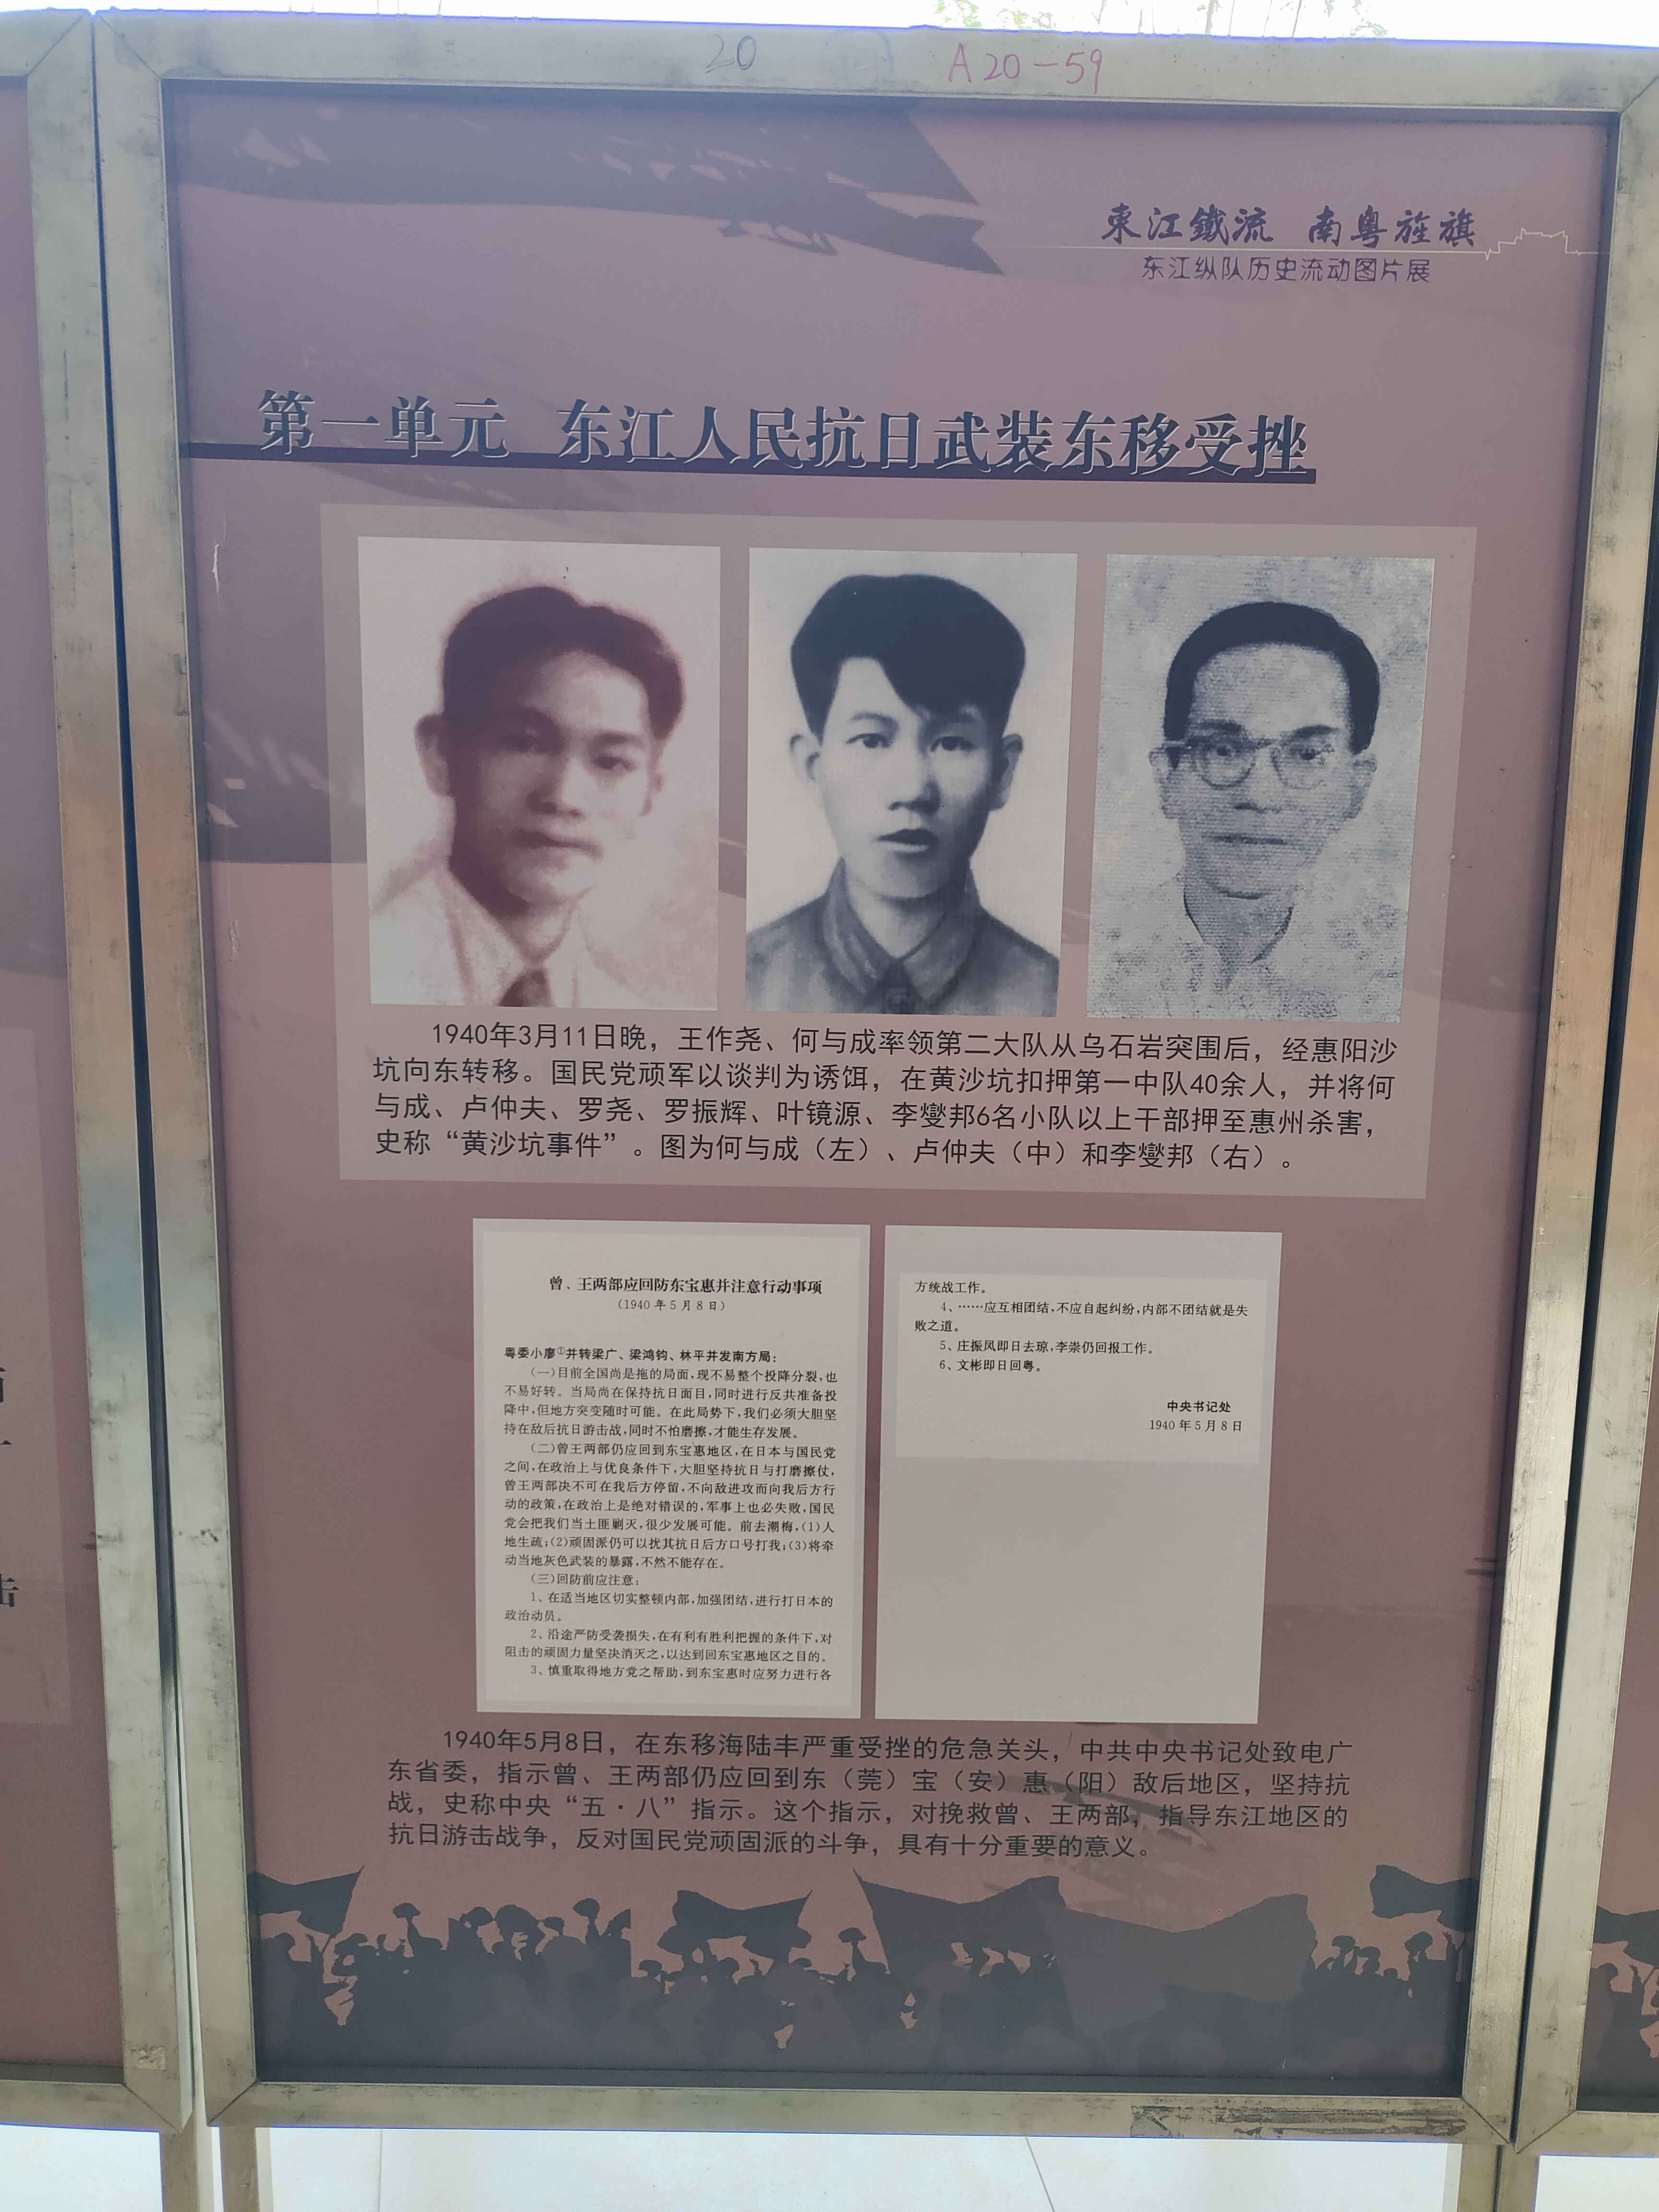 20
A20-59
東江鐵流 南粤旌旗
东江纵队历史流动图片展
第一单元 东江人民抗日武装东移受挫
1940年3月11日晚，王作尧、何与成率领第二大队从乌石岩突围后，经惠阳沙
坑向东转移。国民党顽军以谈判为诱饵，在黄沙坑扣押第一中队40余人，并将何
与成、卢仲夫、罗尧、罗振辉、叶镜源、李燮邦6名小队以上干部押至惠州杀害，
史称“黄沙坑事件”。图为何与成（左）、卢仲夫（中）和李燮邦（右）。
曾、王两部应回防东宝惠并注意行动事项
（1940年5月8日）
粤委小廖①并转梁广、梁鸿钧、林平并发南方局：
（一）目前全国尚是拖的局面，现不易整个投降分裂，也
不易好转。当局尚在保持抗日面目，同时进行反共准备投
降中，但地方突变随时可能。在此局势下，我们必须大胆坚
持在敌后抗日游击战，同时不怕磨擦，才能生存发展。
（二）曾王两部仍应回到东宝惠地区，在日本与国民党
之间，在政治上与优良条件下，大胆坚持抗日与打磨擦仗，
曾王两部决不可在我后方停留，不向敌进攻而向我后方行
动的政策，在政治上是绝对错误的，军事上也必失败，国民
党会把我们当土匪剿灭，很少发展可能。前去潮梅，(1)人
地生疏；(2)顽固派仍可以扰其抗日后方口号打我；(3)将牵
动当地灰色武装的暴露，不然不能存在。
（三）回防前应注意：
1、在适当地区切实整顿内部，加强团结，进行打日本的
政治动员。
2、沿途严防受袭损失，在有利有胜利把握的条件下，对
阻击的顽固力量坚决消灭之，以达到回东宝惠地区之目的。
3、慎重取得地方党之帮助，到东宝惠时应努力进行各
方统战工作。
4、……应互相团结，不应自起纠纷，内部不团结就是失
败之道。
5、庄振凤即日去琼，李崇仍回报工作。
6、文彬即日回粤。
中央书记处
1940年5月8日
1940年5月8日，在东移海陆丰严重受挫的危急关头，中共中央书记处致电广
东省委，指示曾、王两部仍应回到东（莞）宝（安）惠（阳）敌后地区，坚持抗
战，史称中央“五·八”指示。这个指示，对挽救曾、王两部，指导东江地区的
抗日游击战争，反对国民党顽固派的斗争，具有十分重要的意义。